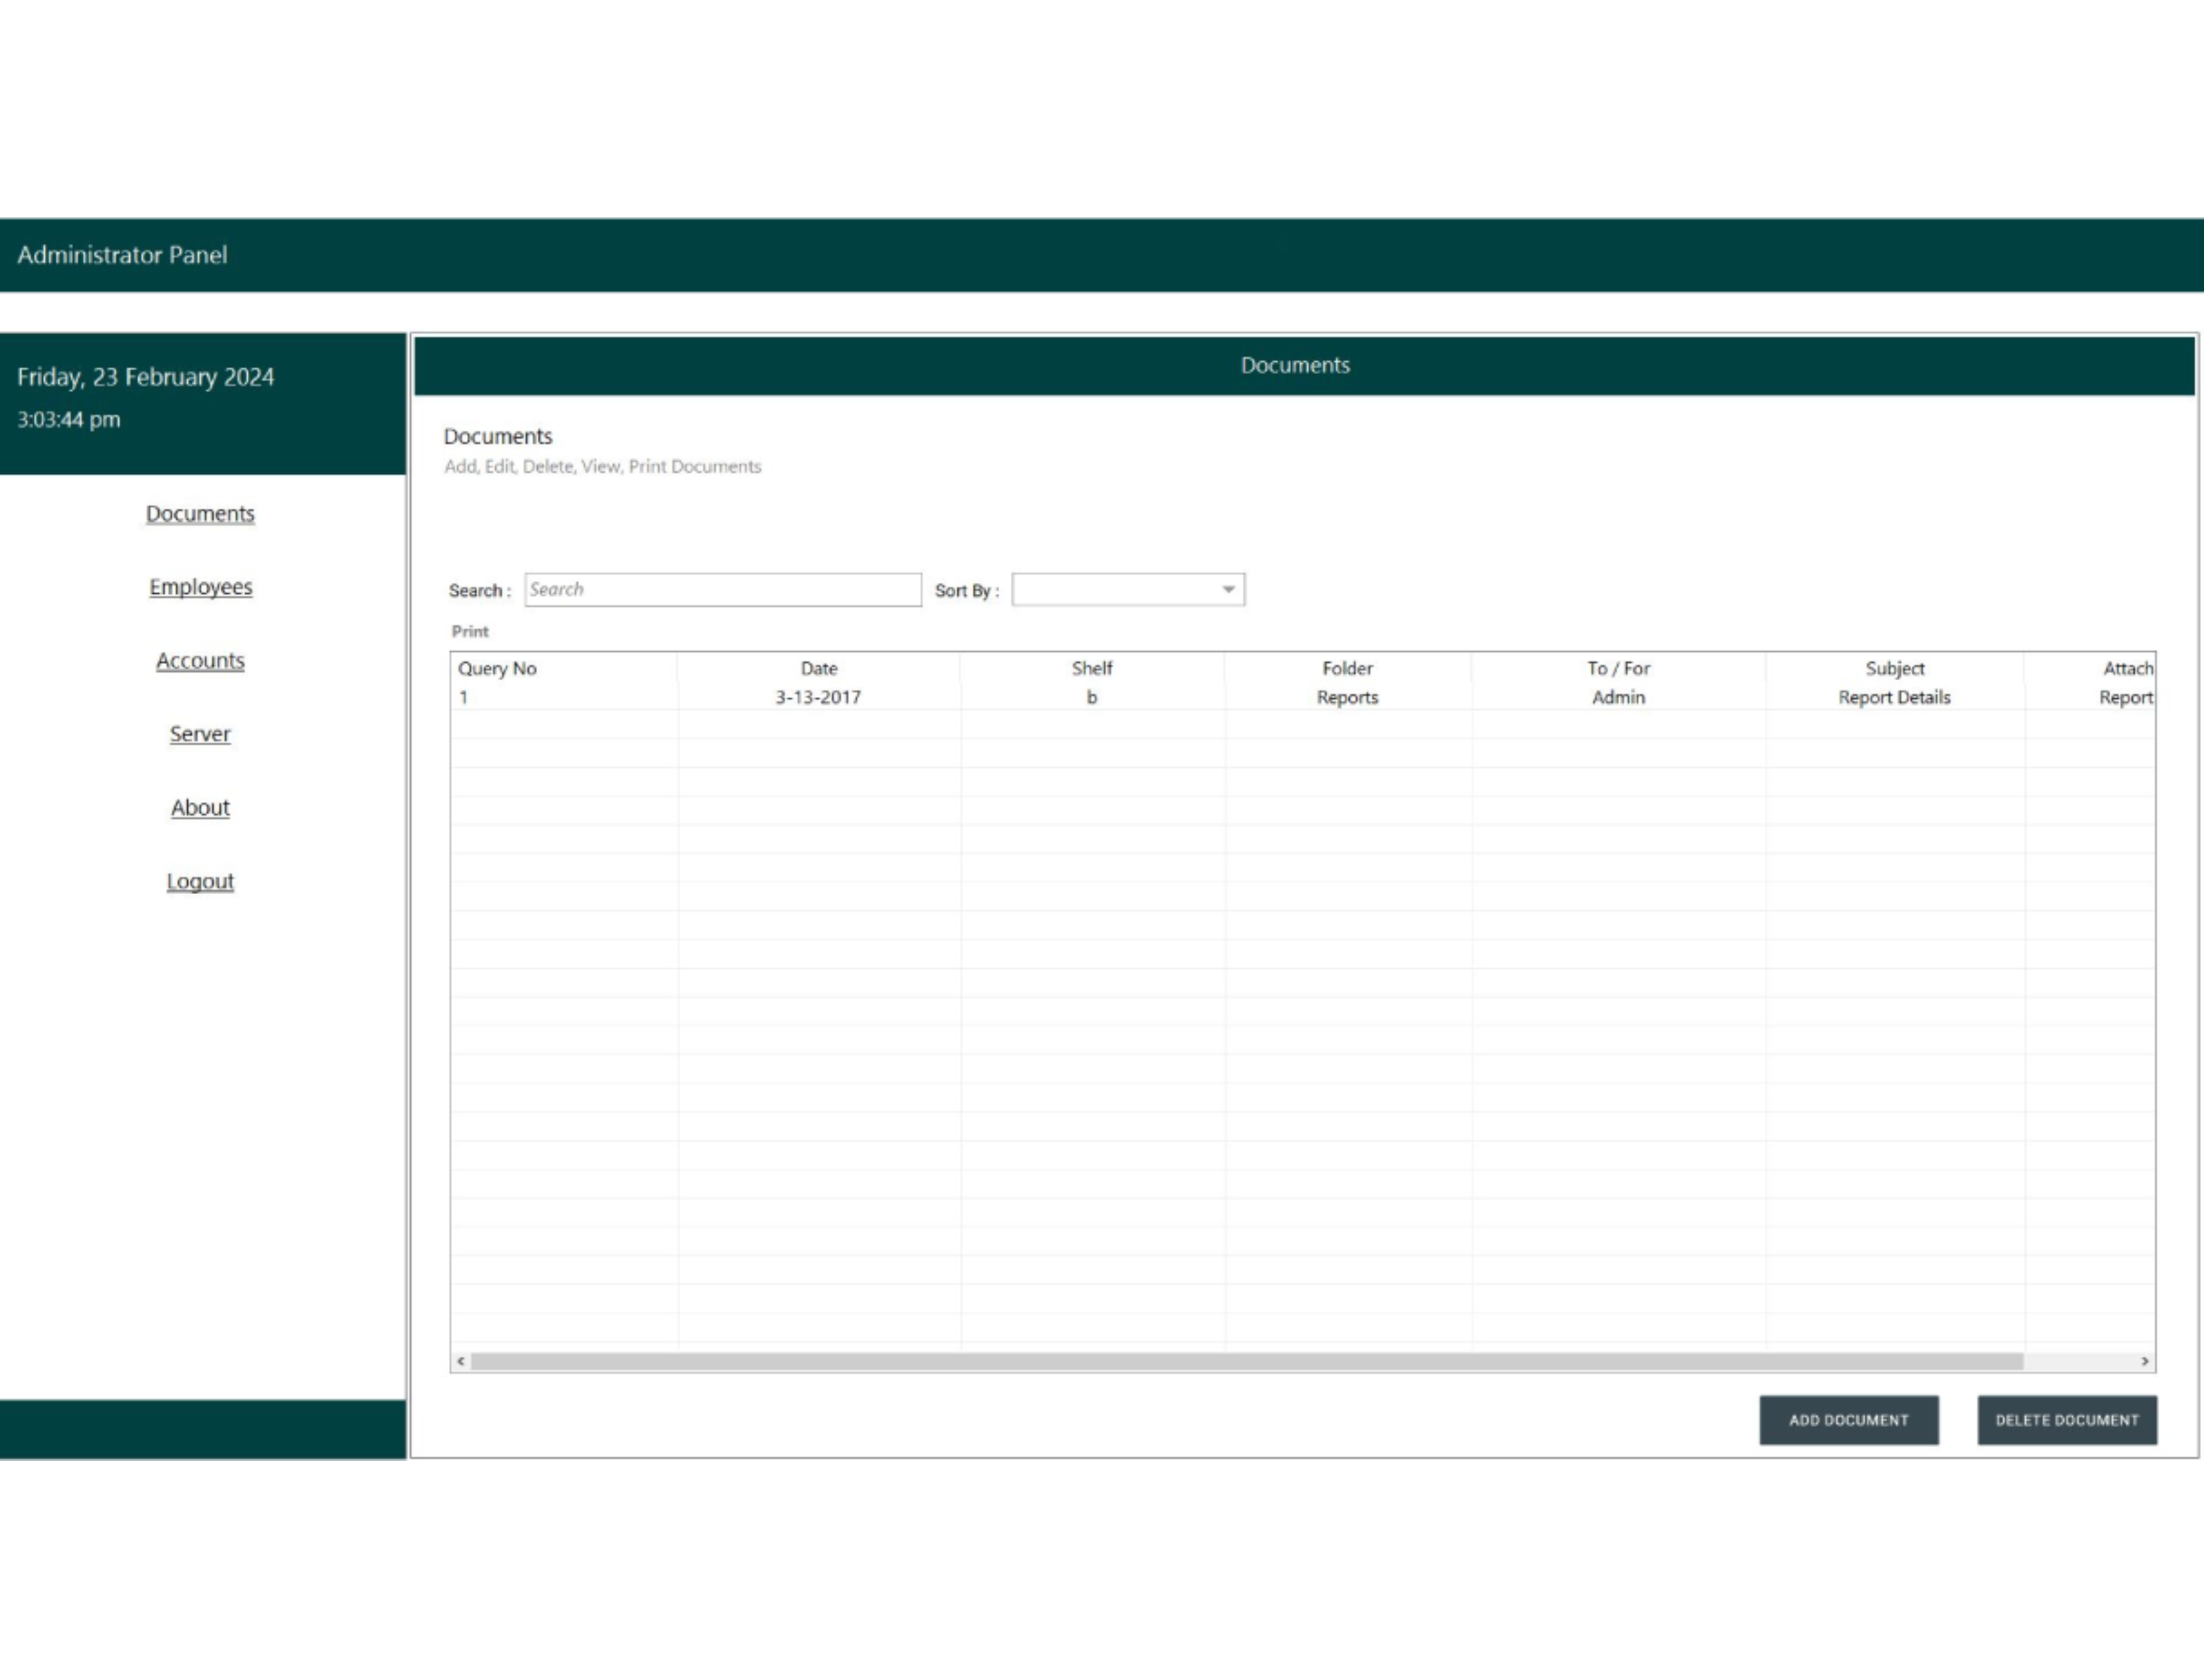 Administrator Panel
Friday, 23 February 2024
3:03:44 pm
Documents
Employees
Accounts
Server
About
Logout
Documents
Documents
Add, Edit, Delete, View, Print Documents
Search : Search Sort By :
Print
Query No Date Shelf Folder To / For Subject Attach
1 3-13-2017 b Reports Admin Report Details Report
ADD DOCUMENT DELETE DOCUMENT